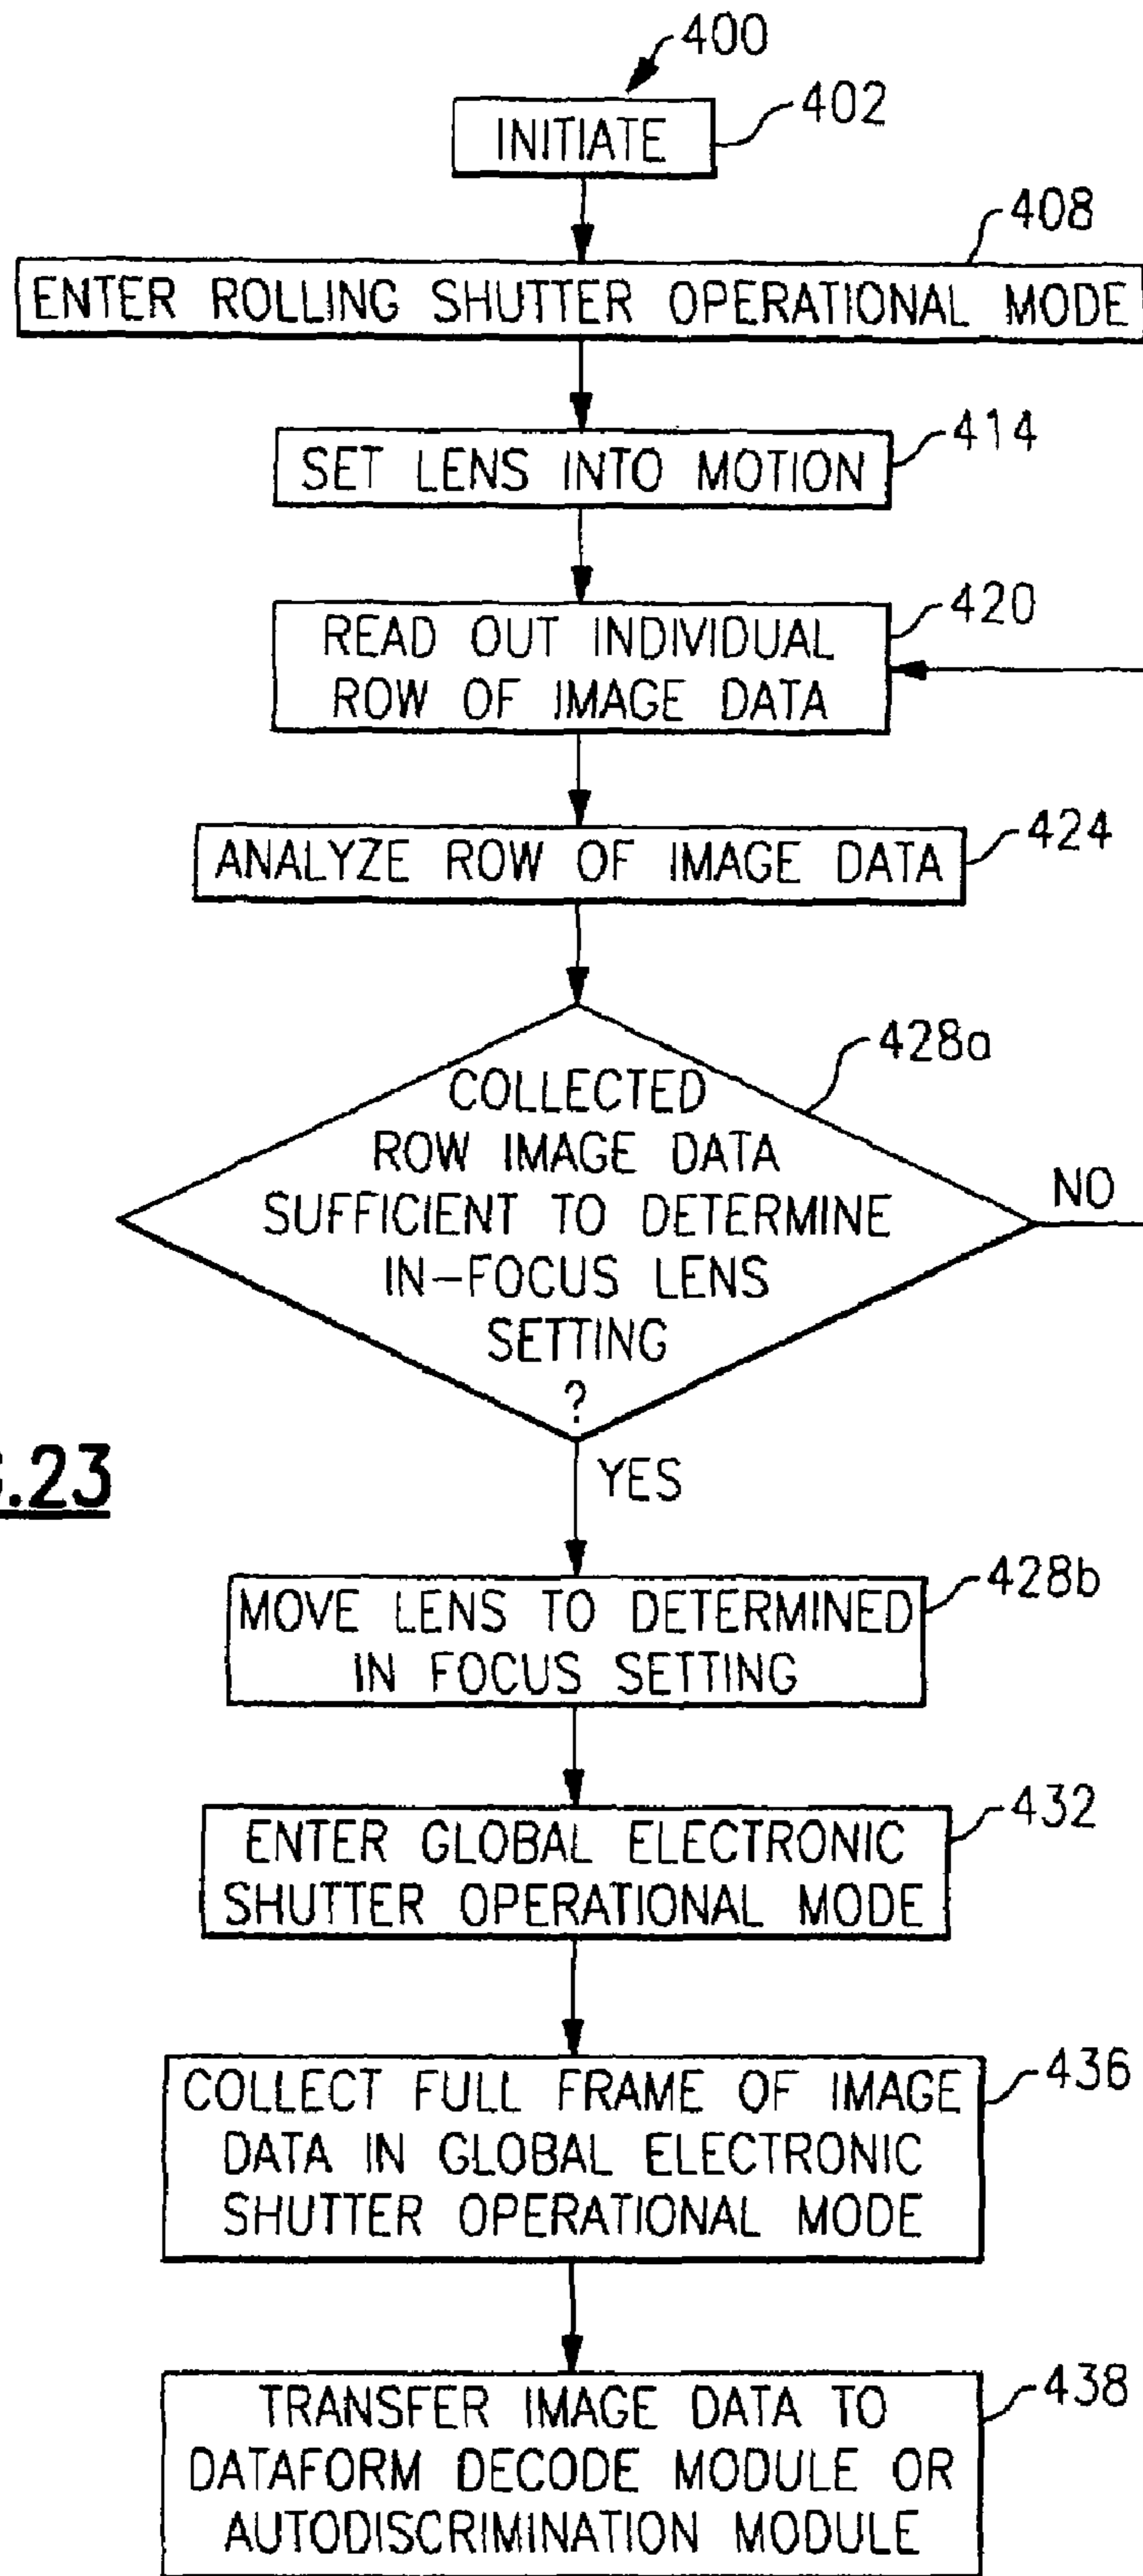 400
INITIATE
402
408
ENTER ROLLING SHUTTER OPERATIONAL MODE
SET LENS INTO MOTION
414
READ OUT INDIVIDUAL
ROW OF IMAGE DATA
420
ANALYZE ROW OF IMAGE DATA
424
428a
COLLECTED
ROW IMAGE DATA
SUFFICIENT TO DETERMINE
IN-FOCUS LENS
SETTING
?
NO
YES
.23
MOVE LENS TO DETERMINED
IN FOCUS SETTING
428b
ENTER GLOBAL ELECTRONIC
SHUTTER OPERATIONAL MODE
432
COLLECT FULL FRAME OF IMAGE
DATA IN GLOBAL ELECTRONIC
SHUTTER OPERATIONAL MODE
436
TRANSFER IMAGE DATA TO
DATAFORM DECODE MODULE OR
AUTODISCRIMINATION MODULE
438